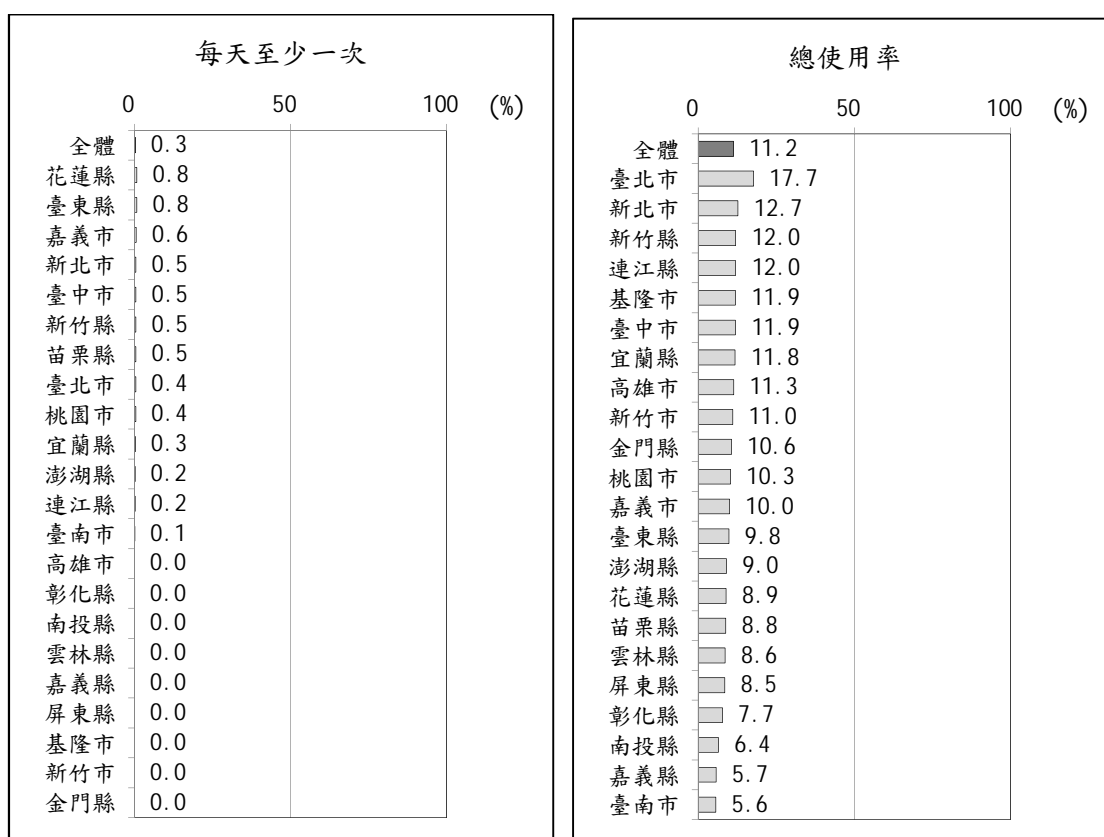 每天至少一次
0 50 100 (%)
全體 0.3
花蓮縣 0.8
臺東縣 0.8
嘉義市 0.6
新北市 0.5
臺中市 0.5
新竹縣 0.5
苗栗縣 0.5
臺北市 0.4
桃園市 0.4
宜蘭縣 0.3
澎湖縣 0.2
連江縣 0.2
臺南市 0.1
高雄市 0.0
彰化縣 0.0
南投縣 0.0
雲林縣 0.0
嘉義縣 0.0
屏東縣 0.0
基隆市 0.0
新竹市 0.0
金門縣 0.0
總使用率
0 50 100 (%)
全體 11.2
臺北市 17.7
新北市 12.7
新竹縣 12.0
連江縣 12.0
基隆市 11.9
臺中市 11.9
宜蘭縣 11.8
高雄市 11.3
新竹市 11.0
金門縣 10.6
桃園市 10.3
嘉義市 10.0
臺東縣 9.8
澎湖縣 9.0
花蓮縣 8.9
苗栗縣 8.8
雲林縣 8.6
屏東縣 8.5
彰化縣 7.7
南投縣 6.4
嘉義縣 5.7
臺南市 5.6